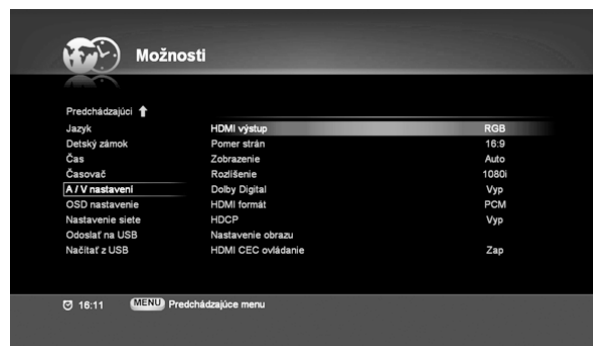 Možnosti
Predchádzajúci
Jazyk HDMI výstup RGB
Detský zámok Pomer strán 16:9
Čas Zobrazenie Auto
Časovač Rozlíšenie 1080i
A / V nastavení Dolby Digital Vyp
OSD nastavenie HDMI formát PCM
Nastavenie siete HDCP Vyp
Odoslať na USB Nastavenie obrazu
Načítať z USB HDMI CEC ovládanie Zap
16:11 MENU Predchádzajúce menu